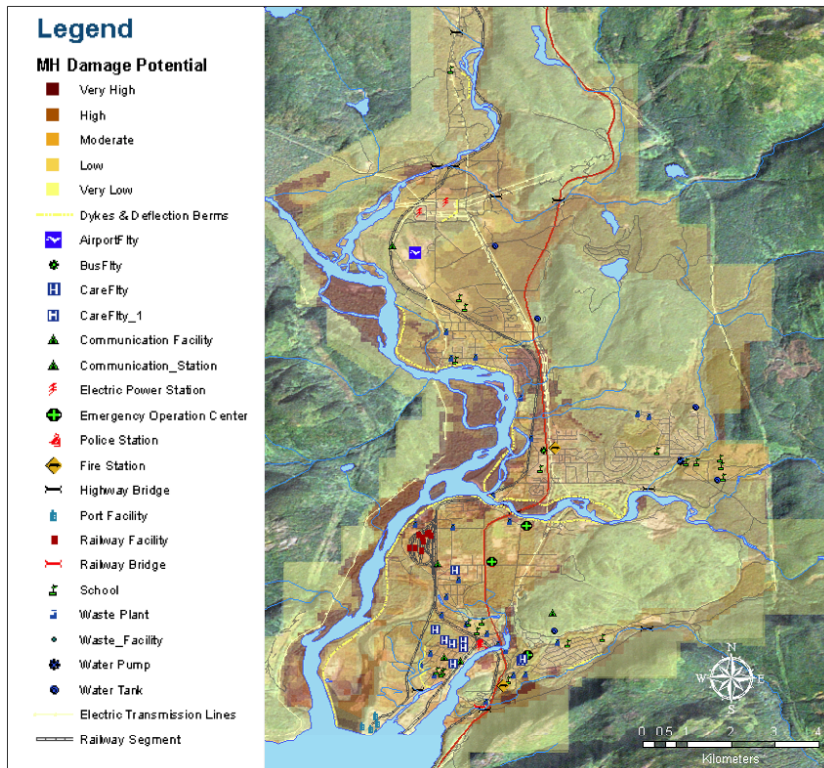 Legend
MH Damage Potential
Very High
High
Moderate
Low
Very Low
Dykes & Deflection Berms
AirportFlty
BusFlty
CareFlty
CareFlty_1
Communication Facility
Communication_Station
Electric Power Station
Emergency Operation Center
Police Station
Fire Station
Highway Bridge
Port Facility
Railway Facility
Railway Bridge
School
Waste Plant
Waste_Facility
Water Pump
Water Tank
Electric Transmission Lines
Railway Segment
N
W E
S
0 0.5 1 2 3 4
Kilometers